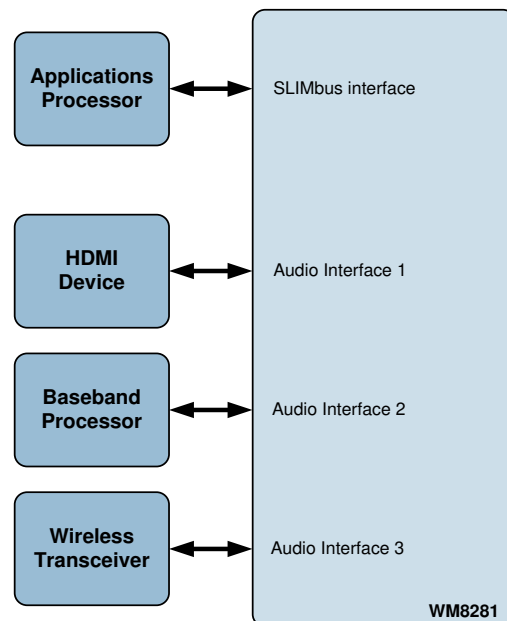 Applications
Processor
SLIMbus interface
HDMI
Device
Audio Interface 1
Baseband
Processor
Audio Interface 2
Wireless
Transceiver
Audio Interface 3
WM8281